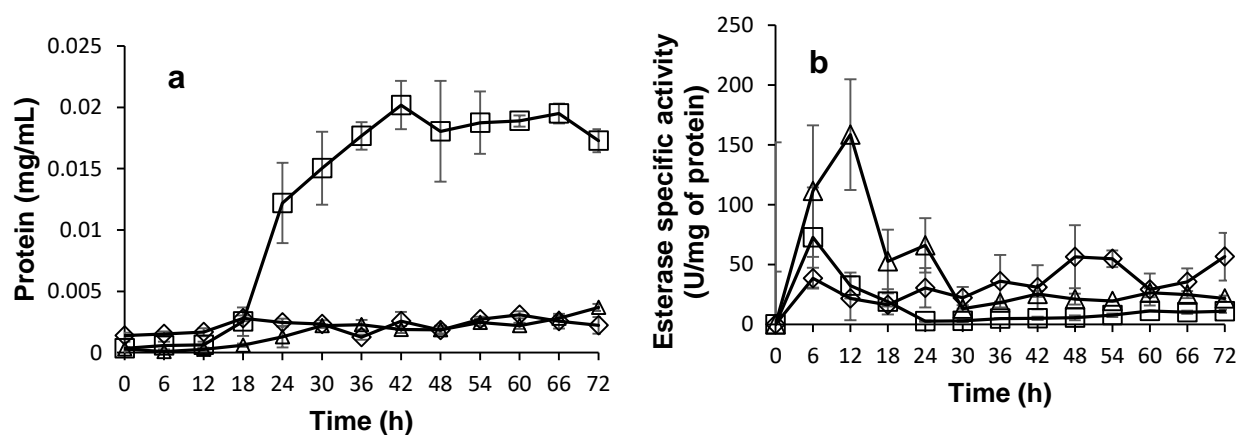 a
Protein (mg/mL)
0.025
0.02
0.015
0.01
0.005
0
0 6 12 18 24 30 36 42 48 54 60 66 72
Time (h)
b
Esterase specific activity
(U/mg of protein)
250
200
150
100
50
0
0 6 12 18 24 30 36 42 48 54 60 66 72
Time (h)